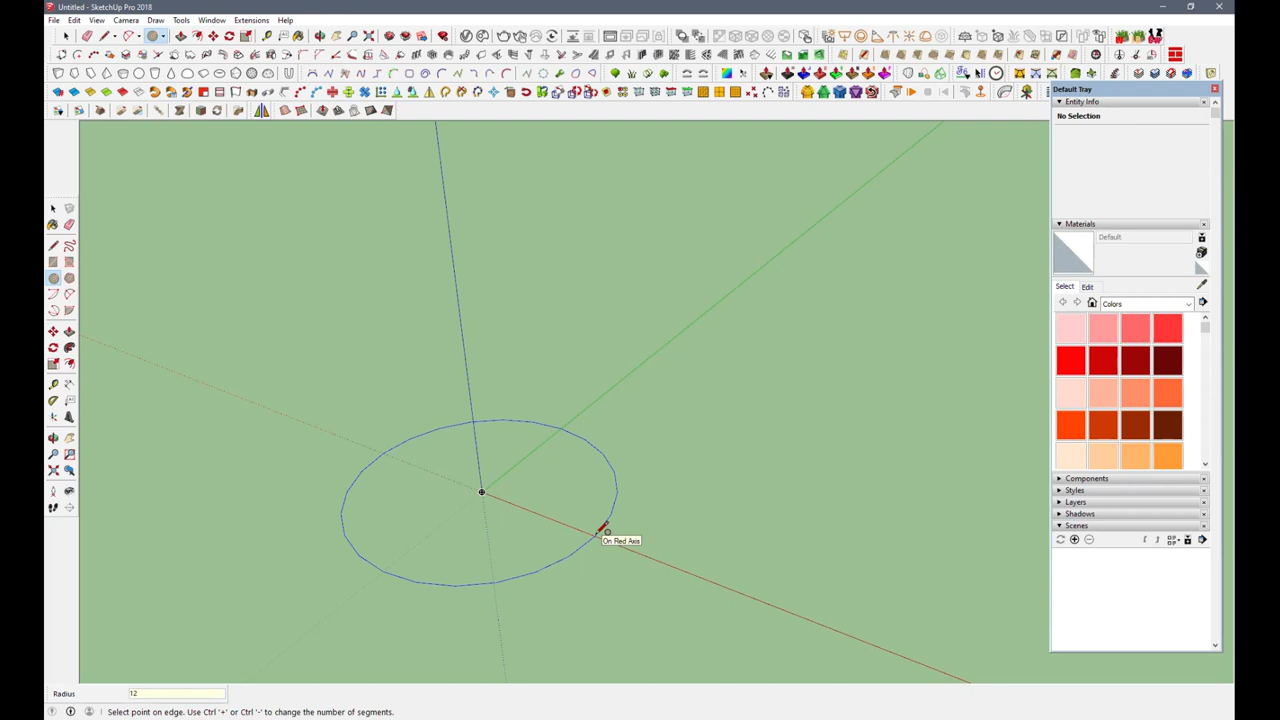 Untitled - SketchUp Pro 2018
File Edit View Camera Draw Tools Window Extensions Help
Default Tray
Entity Info
No Selection
Materials
Default
Select Edit
Colors
On Red Axis
Components
Styles
Layers
Shadows
Scenes
Radius 12
Select point on edge. Use Ctrl '+' or Ctrl '-' to change the number of segments.